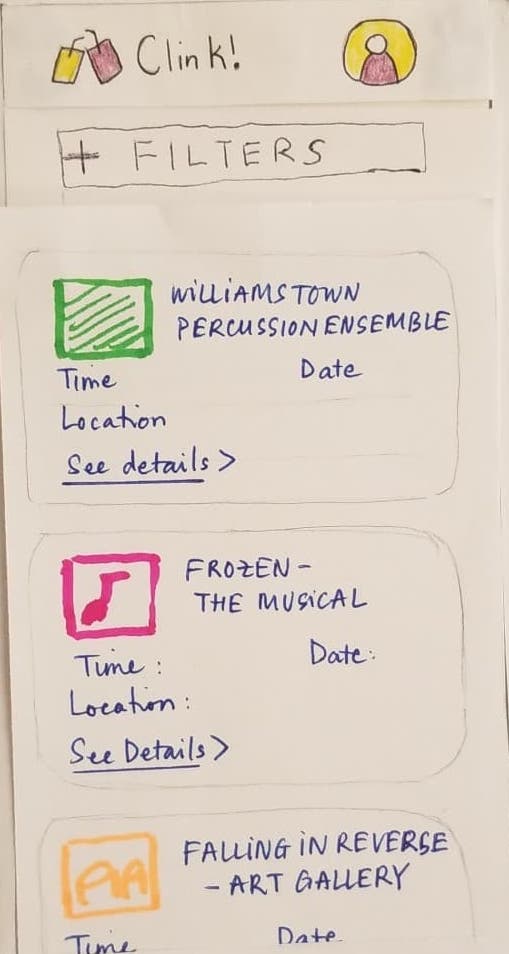 Clink!
+ FILTERS
WILLIAMSTOWN
PERCUSSION ENSEMBLE
Time Date
Location
See details >
FROZEN -
THE MUSICAL
Time : Date:
Location :
See Details >
FALLING IN REVERSE
- ART GALLERY
Time Date